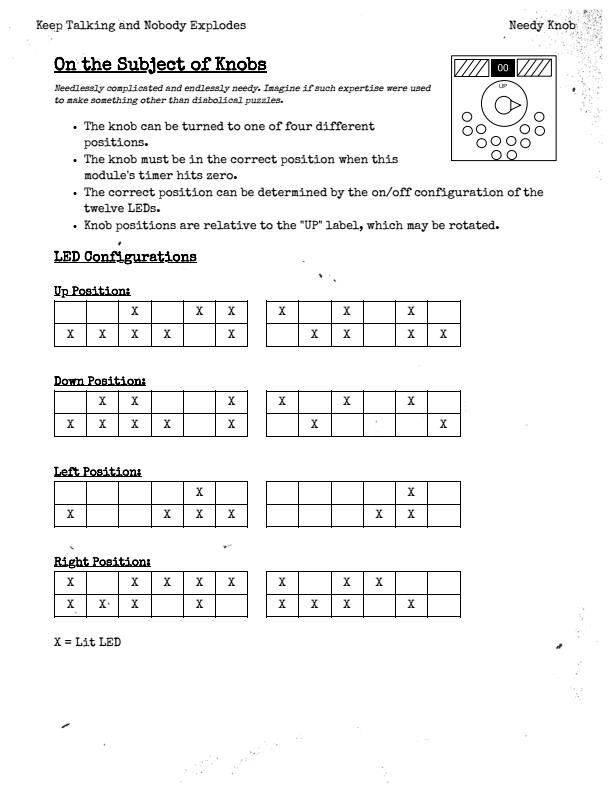 Keep Talking and Nobody Explodes Needy Knob
On the Subject of Knobs
Needlessly complicated and endlessly needy. Imagine if such expertise were used
to make something other than diabolical puzzles.
00
UP
• The knob can be turned to one of four different
positions.
• The knob must be in the correct position when this
module's timer hits zero.
• The correct position can be determined by the on/off configuration of the
twelve LEDs.
• Knob positions are relative to the "UP" label, which may be rotated.
LED Configurations
Up Position:
X X X X X X
X X X X X X X X X
Down Position:
X X X X X X
X X X X X X X
Left Position:
X X
X X X X X X
Right Position:
X X X X X X X X
X X X X X X X X
X = Lit LED